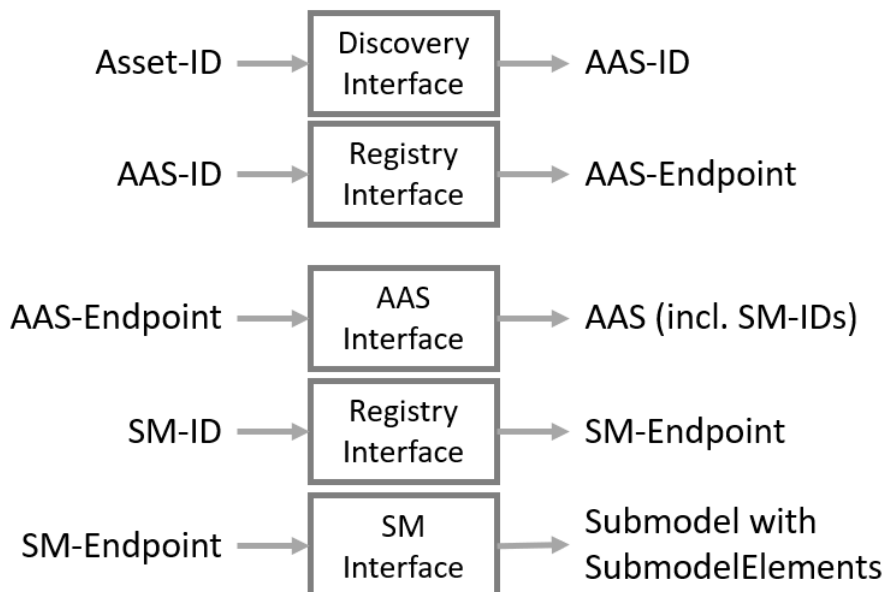 Asset-ID
Discovery
Interface
AAS-ID
AAS-ID
Registry
Interface
AAS-Endpoint
AAS-Endpoint
AAS
Interface
AAS (incl. SM-IDs)
SM-ID
Registry
Interface
SM-Endpoint
SM-Endpoint
SM
Interface
Submodel with
SubmodelElements